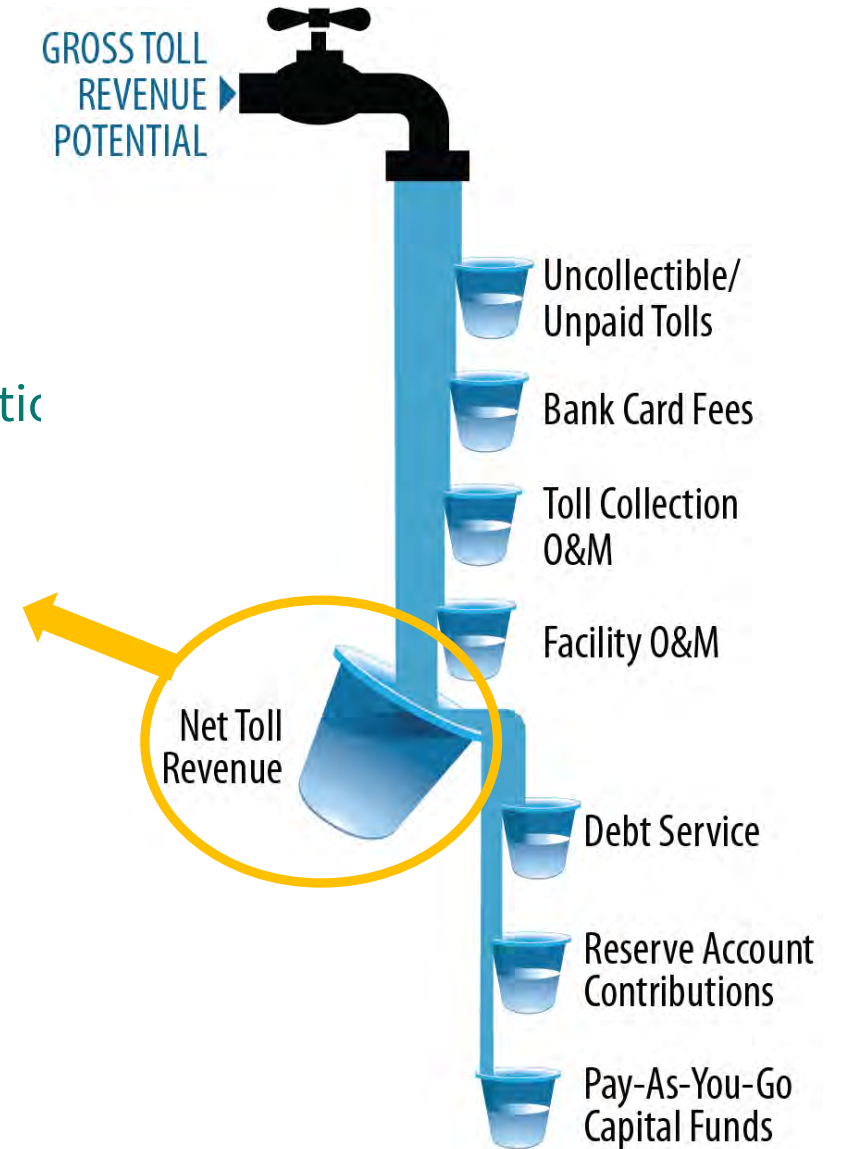 GROSS TOLL
REVENUE
POTENTIAL
Uncollectible/
Unpaid Tolls
Bank Card Fees
Toll Collection
O&M
Facility O&M
Net Toll
Revenue
Debt Service
Reserve Account
Contributions
Pay-As-You-Go
Capital Funds